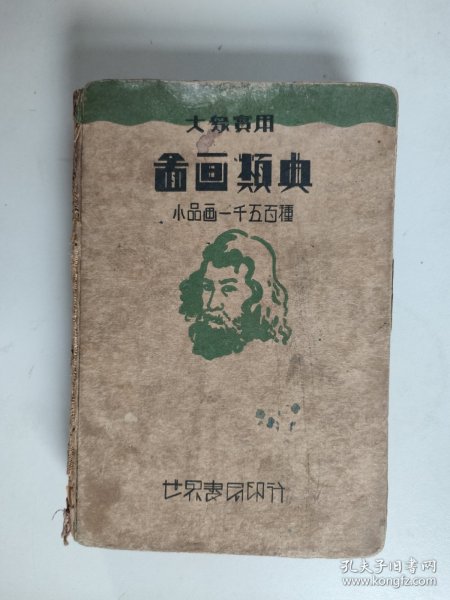 大衆實用
圖画類典
小品画一千五百種
世界書局印行
孔夫子旧书网
www.kongfz.com